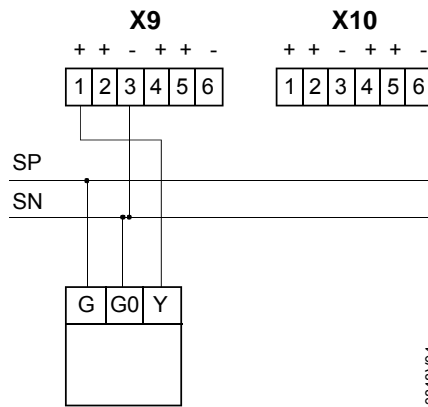 X9 X10
+ + - + + - + + - + + -
1 2 3 4 5 6 1 2 3 4 5 6
SP
SN
G G0 Y